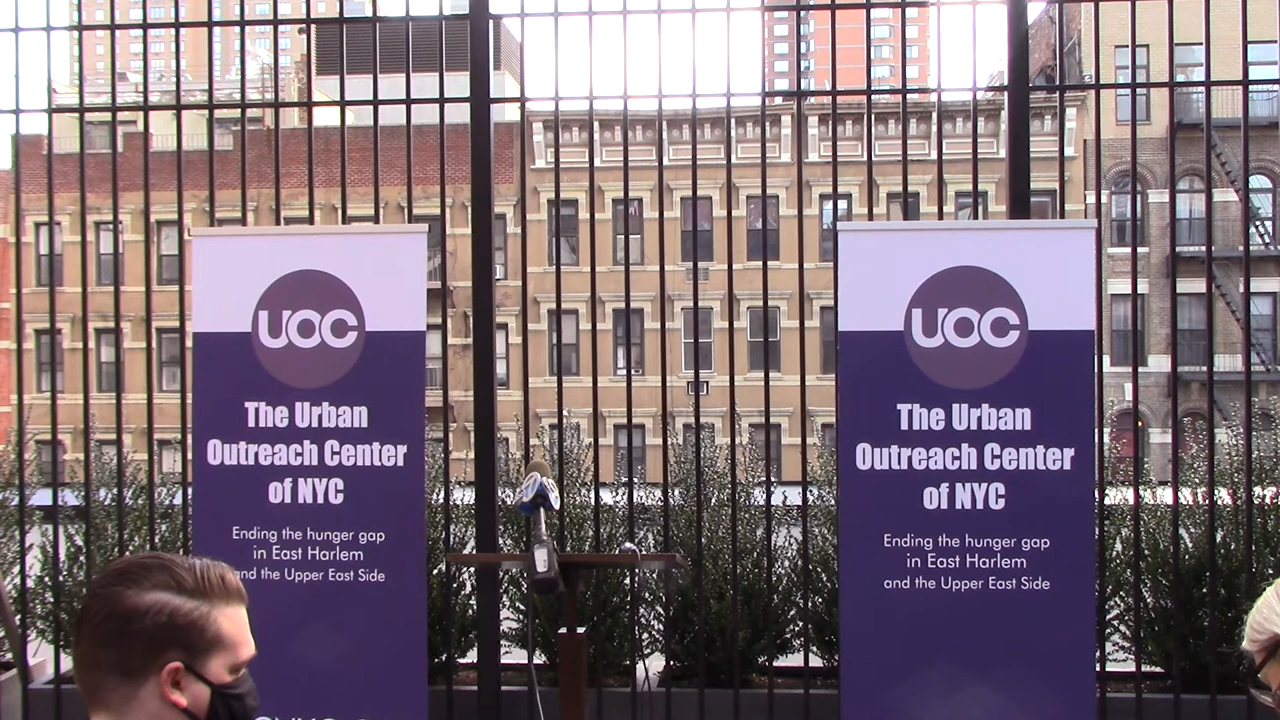 UOC
The Urban
Outreach Center
of NYC
Ending the hunger gap
in East Harlem
and the Upper East Side
UOC
The Urban
Outreach Center
of NYC
Ending the hunger gap
in East Harlem
and the Upper East Side